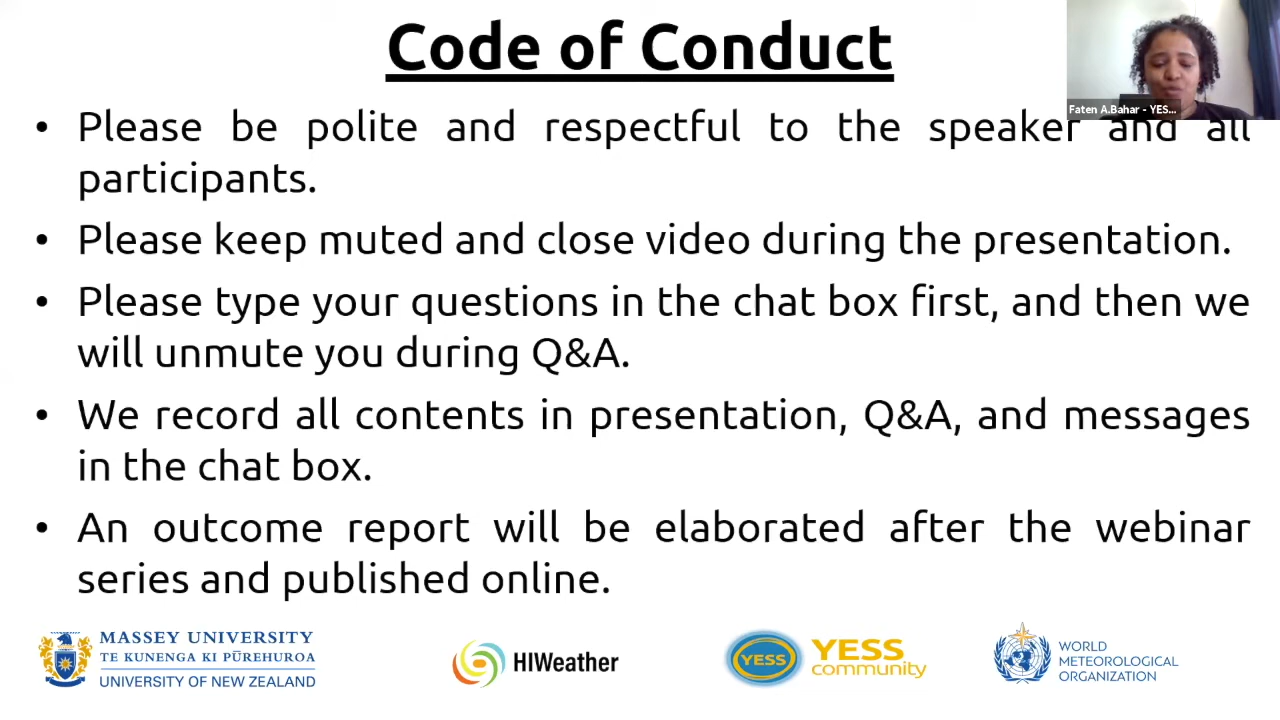 Code of Conduct
Faten A.Bahar - YES...
• Please be polite and respectful to the speaker and all
participants.
• Please keep muted and close video during the presentation.
• Please type your questions in the chat box first, and then we
will unmute you during Q&A.
• We record all contents in presentation, Q&A, and messages
in the chat box.
• An outcome report will be elaborated after the webinar
series and published online.
MASSEY UNIVERSITY
TE KUNENGA KI PŪREHUROA
UNIVERSITY OF NEW ZEALAND
HIWeather
YESS
YESS
community
WORLD
METEOROLOGICAL
ORGANIZATION